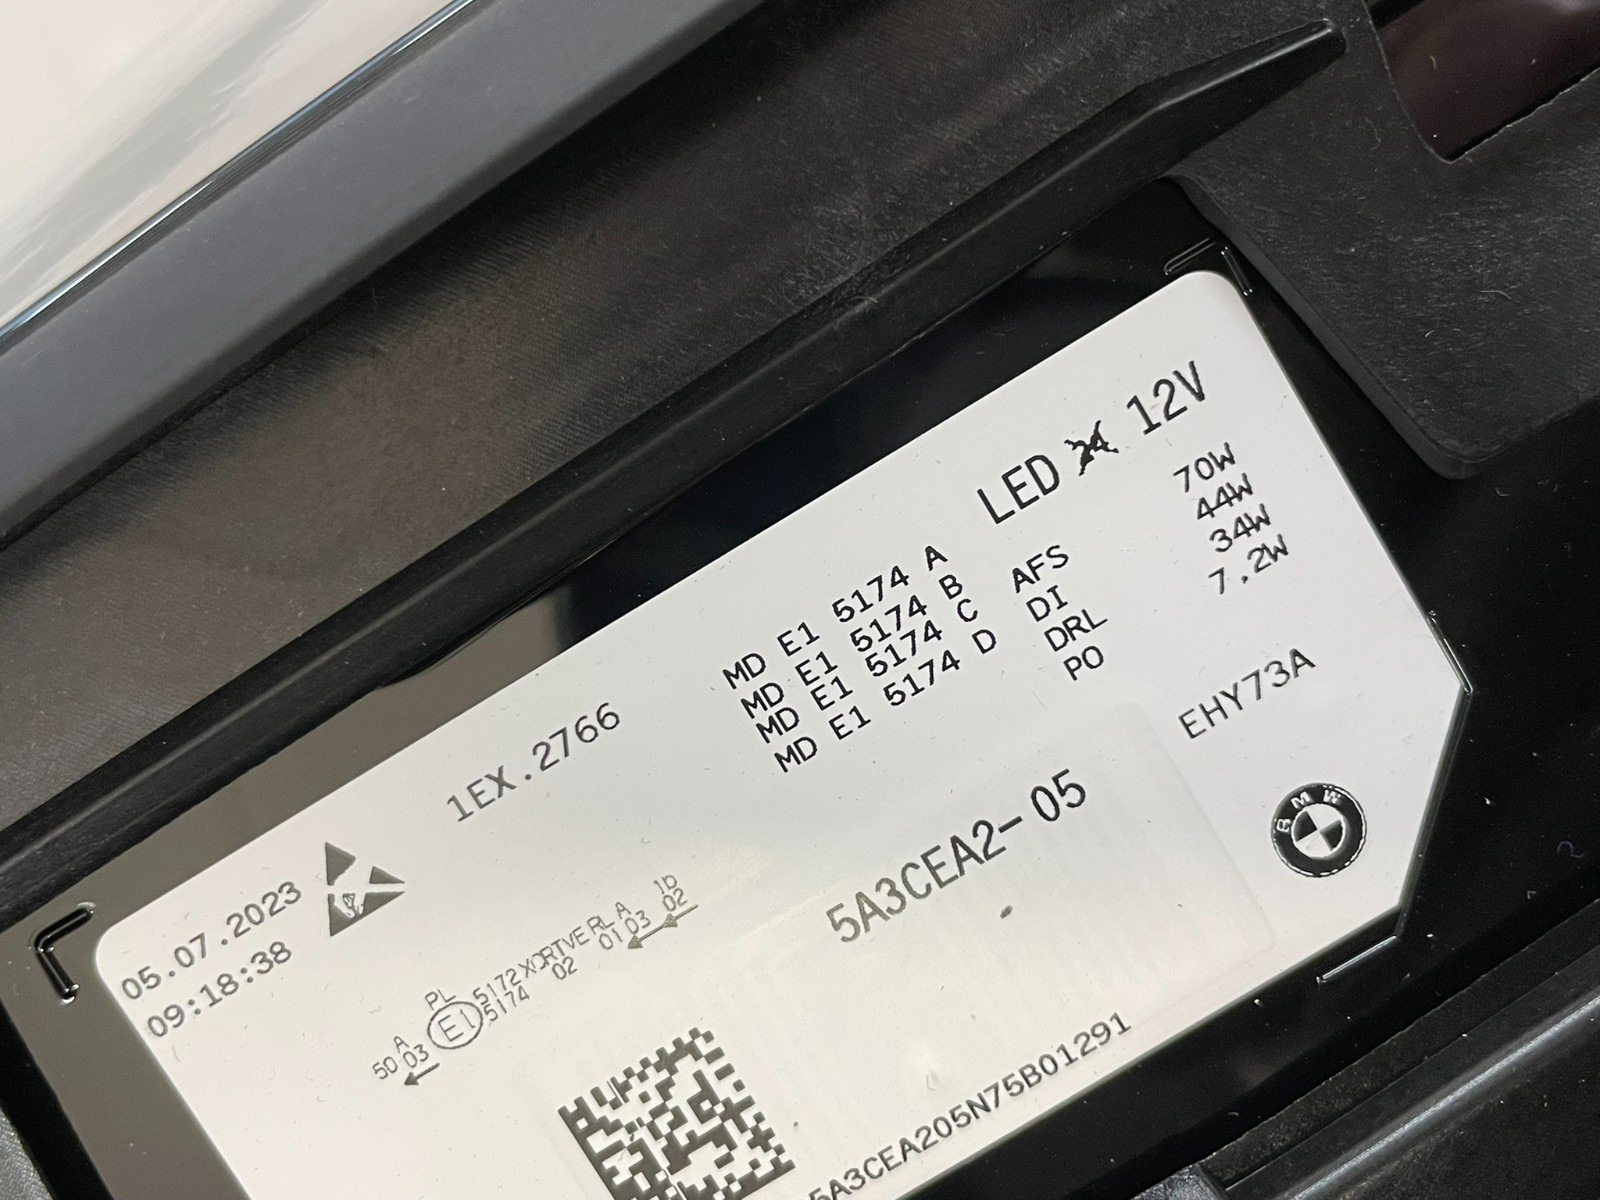 LED 24 12V
70W
44W
34W
7.2W
MD E1 5174 A AFS
MD E1 5174 B DI
MD E1 5174 C DRL
MD E1 5174 D PO
1EX.2766
EHY73A
BMW
5A3CEA2-05
05.07.2023
09:18:38
PL
E1
5172
5174
50 A 03
02
01 03
1b
02
5A3CEA205N75B01291